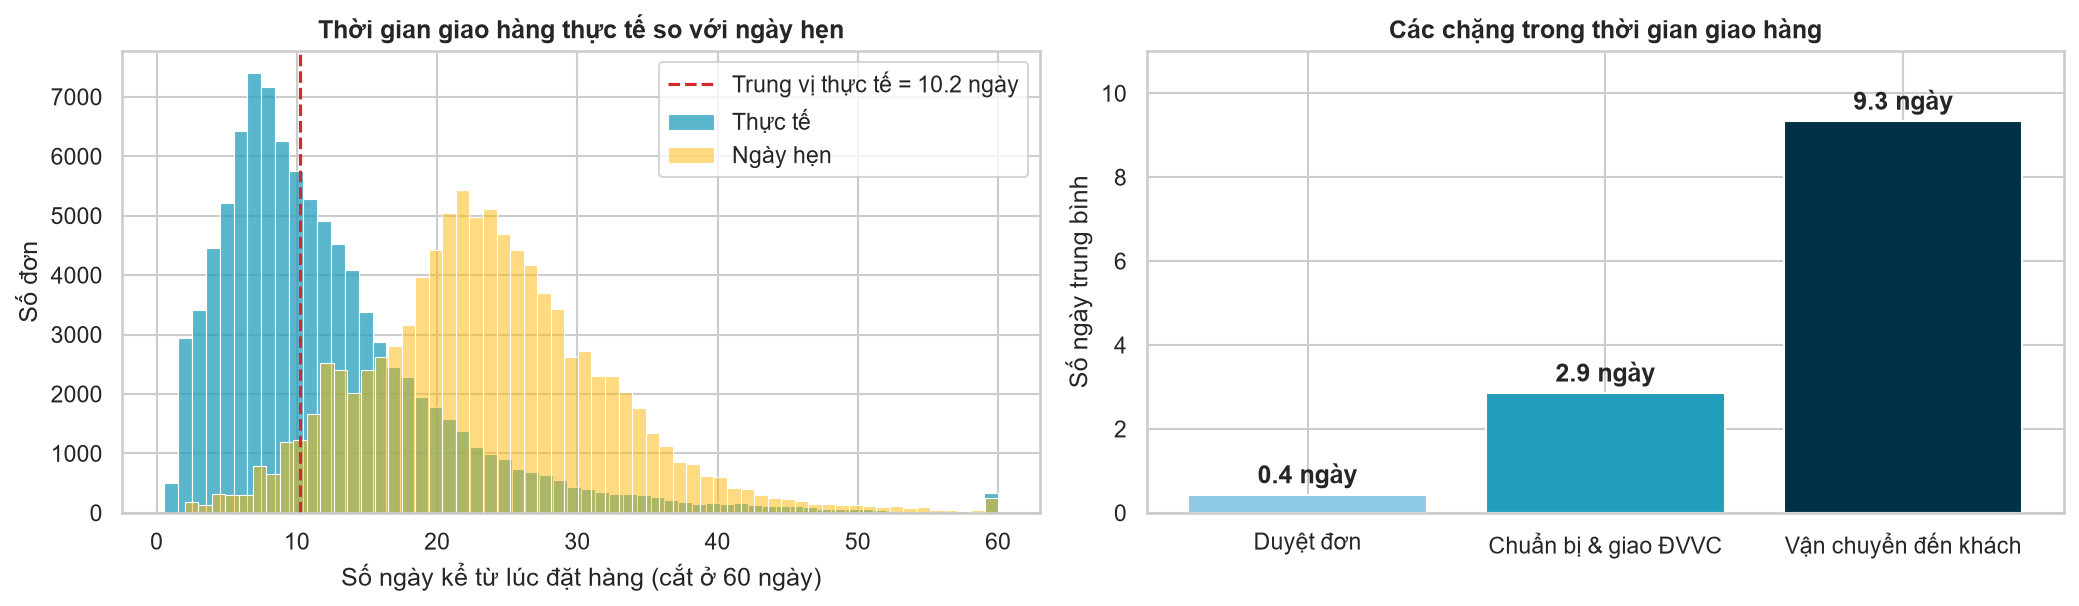 Thời gian giao hàng thực tế so với ngày hẹn
Số đơn
7000
6000
5000
4000
3000
2000
1000
0
0 10 20 30 40 50 60
Số ngày kể từ lúc đặt hàng (cắt ở 60 ngày)
Trung vị thực tế = 10.2 ngày
Thực tế
Ngày hẹn
Các chặng trong thời gian giao hàng
Số ngày trung bình
10
8
6
4
2
0
0.4 ngày
2.9 ngày
9.3 ngày
Duyệt đơn Chuẩn bị & giao ĐVVC Vận chuyển đến khách